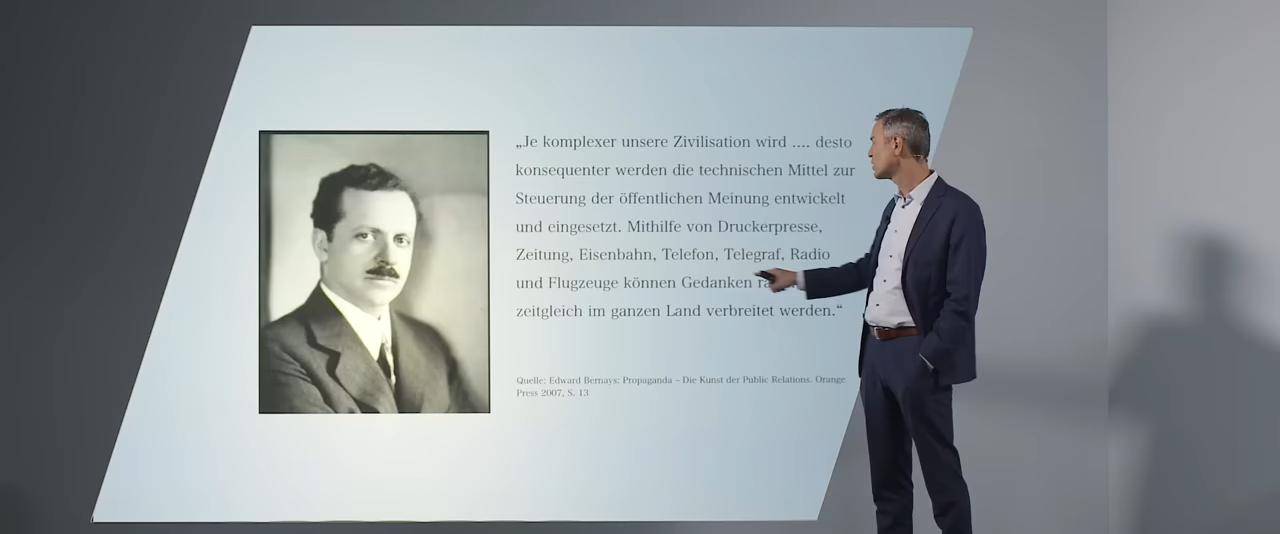 „Je komplexer unsere Zivilisation wird .... desto
konsequenter werden die technischen Mittel zur
Steuerung der öffentlichen Meinung entwickelt
und eingesetzt. Mithilfe von Druckerpresse,
Zeitung, Eisenbahn, Telefon, Telegraf, Radio
und Flugzeuge können Gedanken
zeitgleich im ganzen Land verbreitet werden.“
Quelle: Edward Bernays: Propaganda – Die Kunst der Public Relations. Orange
Press 2007, S. 13